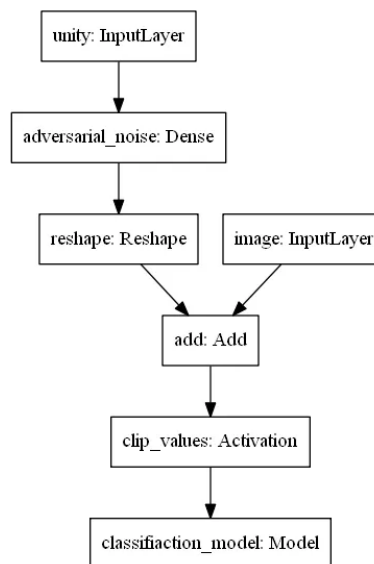 unity: InputLayer
adversarial_noise: Dense
reshape: Reshape
image: InputLayer
add: Add
clip_values: Activation
classifiaction_model: Model